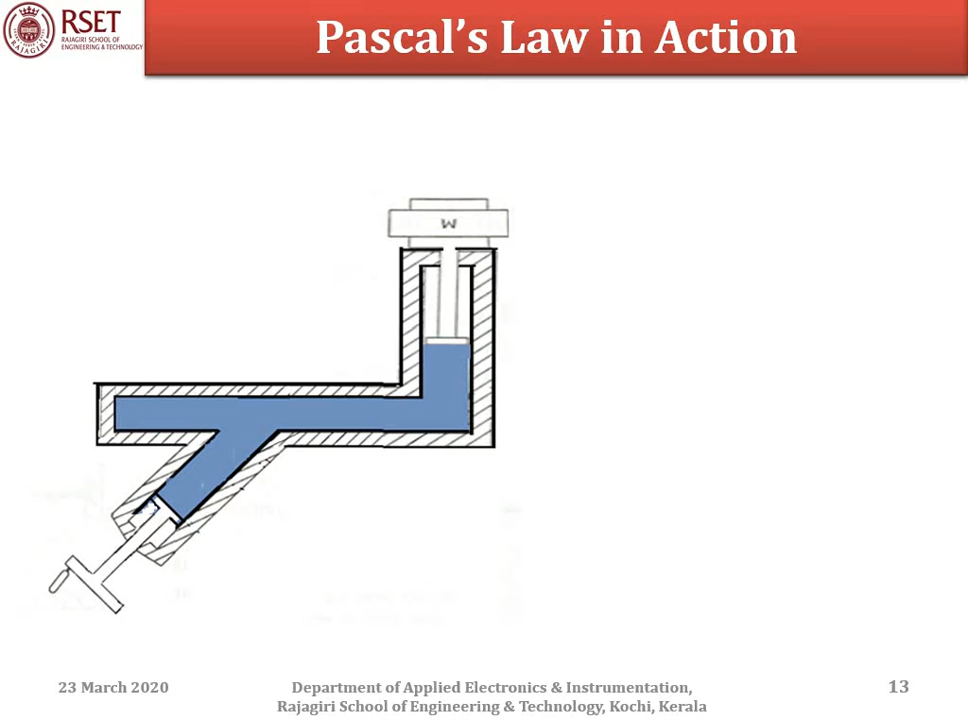 RSET
RAJAGIRI SCHOOL OF
ENGINEERING & TECHNOLOGY
Pascal's Law in Action
W
23 March 2020
Department of Applied Electronics & Instrumentation,
Rajagiri School of Engineering & Technology, Kochi, Kerala
13